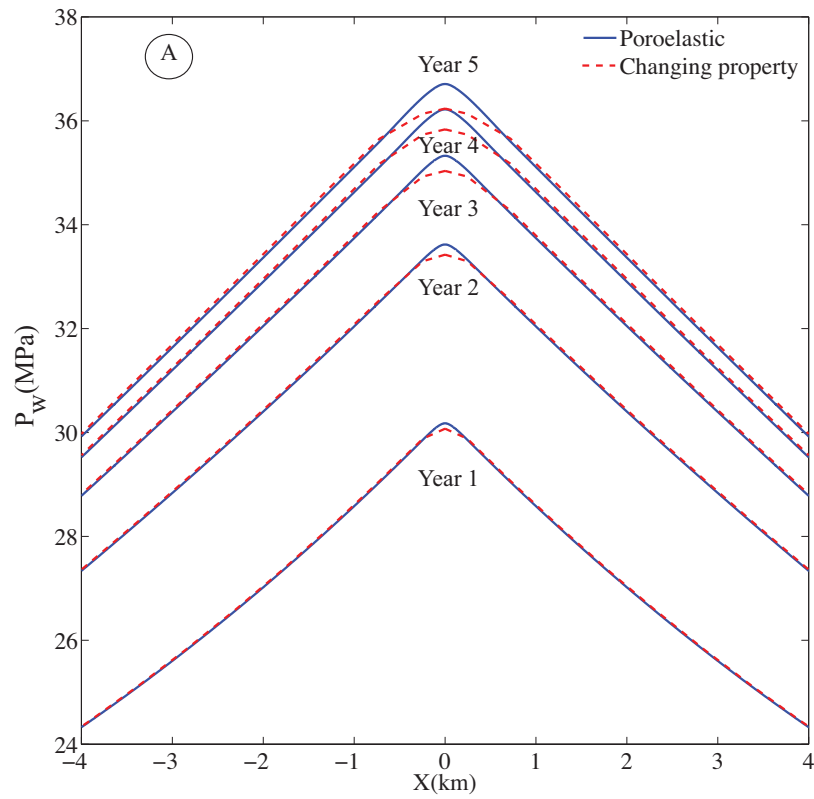 A
Poroelastic
Changing property
Year 5
Year 4
Year 3
Year 2
Year 1
38
36
34
32
30
28
26
24
P_w(MPa)
−4 −3 −2 −1 0 1 2 3 4
X(km)